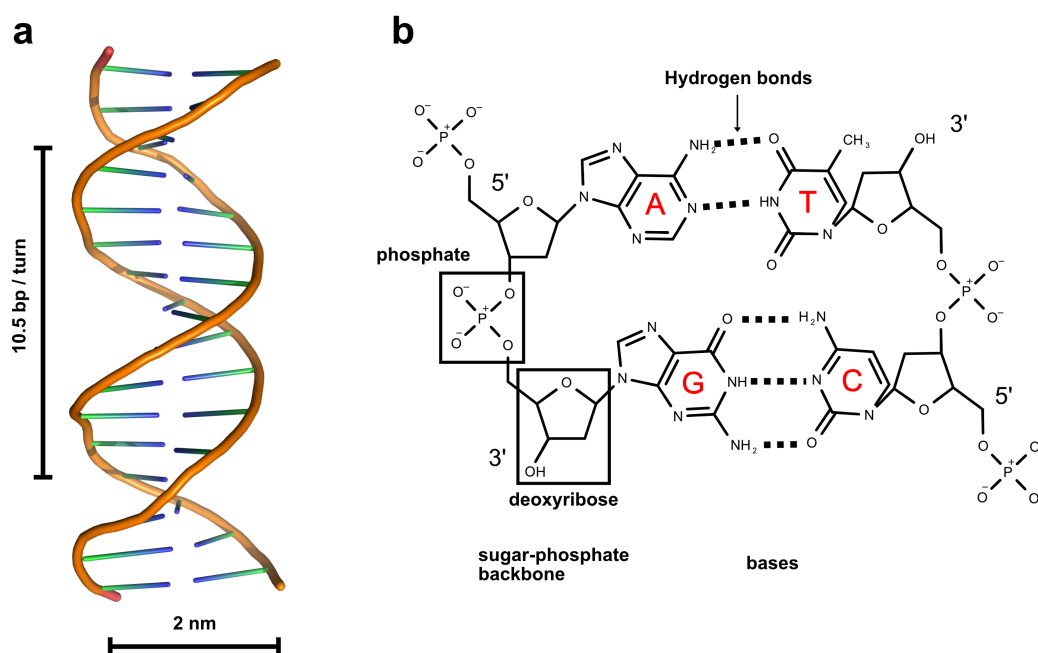 a
b
10.5 bp / turn
2 nm
Hydrogen bonds
O⁻
O⁻
P⁺
O⁻
O
5'
NH₂
O
CH₃
OH
3'
N
N
A
N
HN
T
O
N
N
O
N
O
O
phosphate
O
O⁻
P⁺
O⁻
O
O
O⁻
P⁺
O⁻
O
O
H₂N
N
G
NH
N
C
5'
O
N
N
N
O
O
3'
OH
NH₂
O
O
O⁻
P⁺
O⁻
O
deoxyribose
sugar-phosphate
backbone
bases